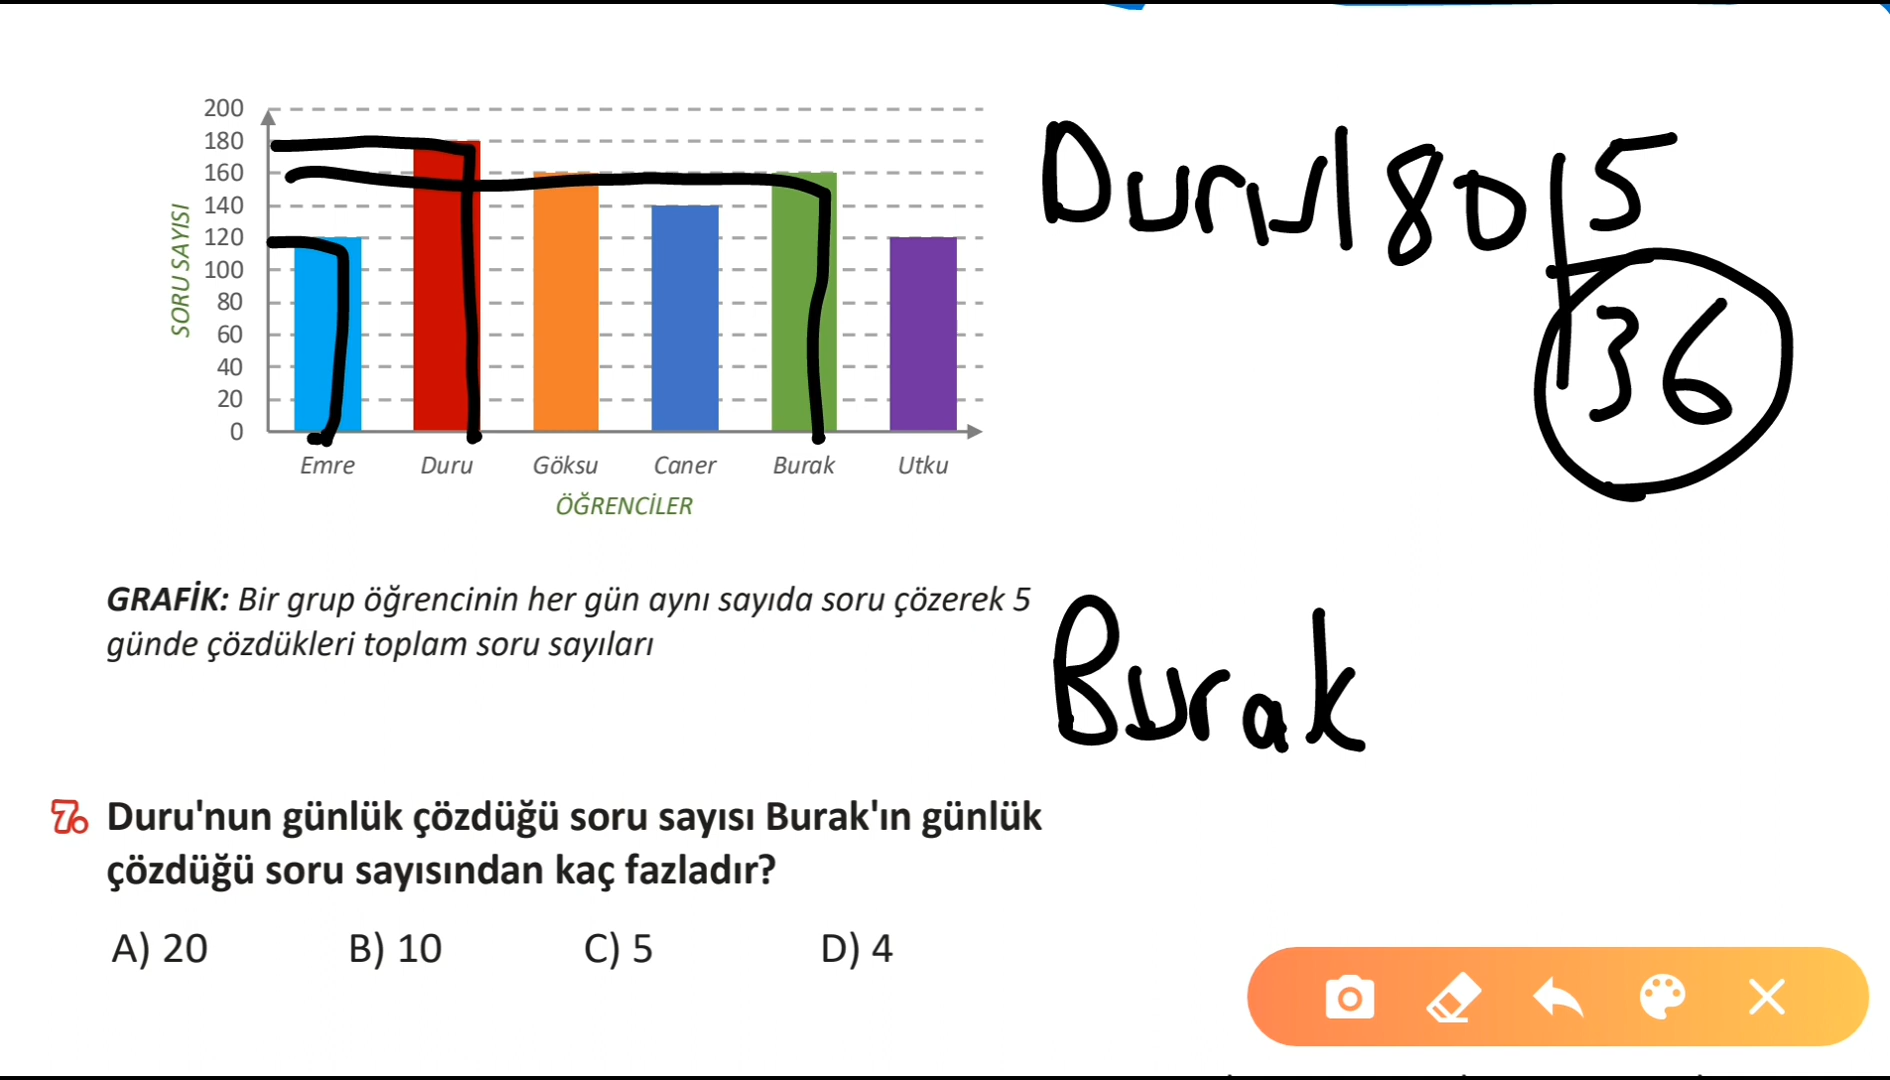 200
180
160
140
120
100
80
60
40
20
0
SORU SAYISI
Emre Duru Göksu Caner Burak Utku
ÖĞRENCİLER
Duru 180 5
36
GRAFİK: Bir grup öğrencinin her gün aynı sayıda soru çözerek 5
günde çözdükleri toplam soru sayıları
Burak
7. Duru'nun günlük çözdüğü soru sayısı Burak'ın günlük
çözdüğü soru sayısından kaç fazladır?
A) 20 B) 10 C) 5 D) 4